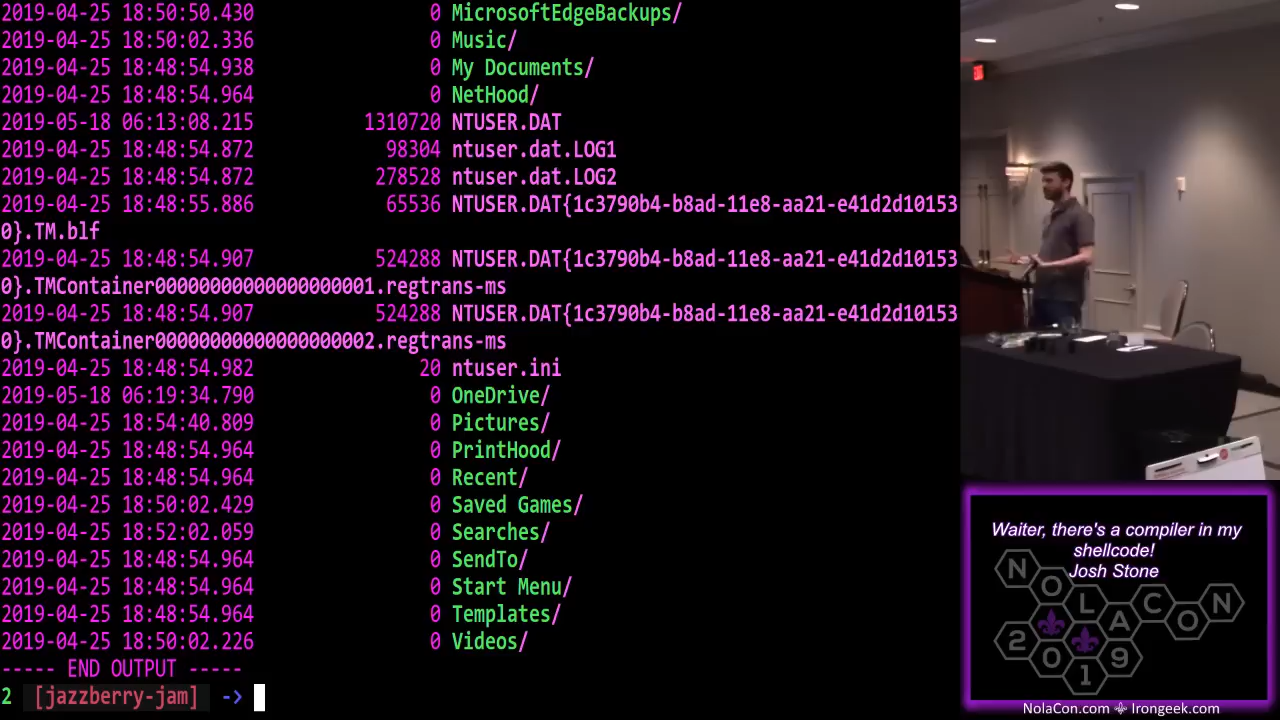 2019-04-25 18:50:50.430 0 MicrosoftEdgeBackups/
2019-04-25 18:50:02.336 0 Music/
2019-04-25 18:48:54.938 0 My Documents/
2019-04-25 18:48:54.964 0 NetHood/
2019-05-18 06:13:08.215 1310720 NTUSER.DAT
2019-04-25 18:48:54.872 98304 ntuser.dat.LOG1
2019-04-25 18:48:54.872 278528 ntuser.dat.LOG2
2019-04-25 18:48:55.886 65536 NTUSER.DAT{1c3790b4-b8ad-11e8-aa21-e41d2d10153
0}.TM.blf
2019-04-25 18:48:54.907 524288 NTUSER.DAT{1c3790b4-b8ad-11e8-aa21-e41d2d10153
0}.TMContainer00000000000000000001.regtrans-ms
2019-04-25 18:48:54.907 524288 NTUSER.DAT{1c3790b4-b8ad-11e8-aa21-e41d2d10153
0}.TMContainer00000000000000000002.regtrans-ms
2019-04-25 18:48:54.982 20 ntuser.ini
2019-05-18 06:19:34.790 0 OneDrive/
2019-04-25 18:54:40.809 0 Pictures/
2019-04-25 18:48:54.964 0 PrintHood/
2019-04-25 18:48:54.964 0 Recent/
2019-04-25 18:50:02.429 0 Saved Games/
2019-04-25 18:52:02.059 0 Searches/
2019-04-25 18:48:54.964 0 SendTo/
2019-04-25 18:48:54.964 0 Start Menu/
2019-04-25 18:48:54.964 0 Templates/
2019-04-25 18:50:02.226 0 Videos/
----- END OUTPUT -----
2 [jazzberry-jam] ->
Waiter, there's a compiler in my
shellcode!
Josh Stone
NOLACON
2019
NolaCon.com ⚜ Irongeek.com